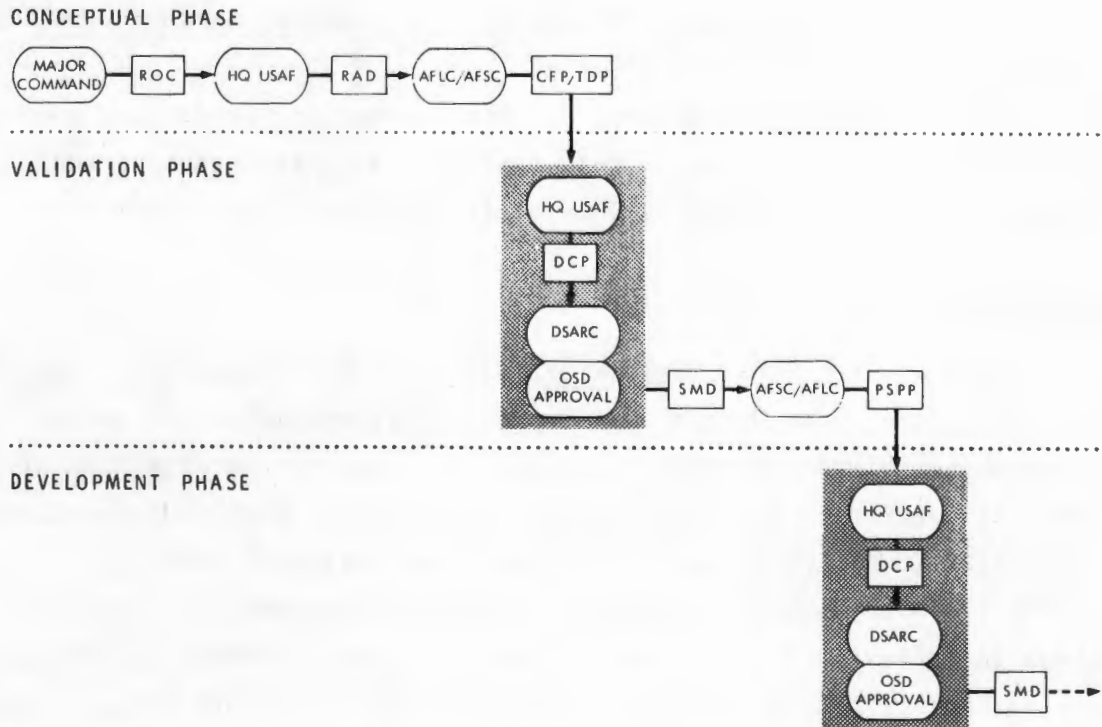 CONCEPTUAL PHASE
MAJOR
COMMAND
ROC
HQ USAF
RAD
AFLC/AFSC
CFP/TDP
VALIDATION PHASE
HQ USAF
DCP
DSARC
OSD
APPROVAL
SMD
AFSC/AFLC
PSPP
DEVELOPMENT PHASE
HQ USAF
DCP
DSARC
OSD
APPROVAL
SMD